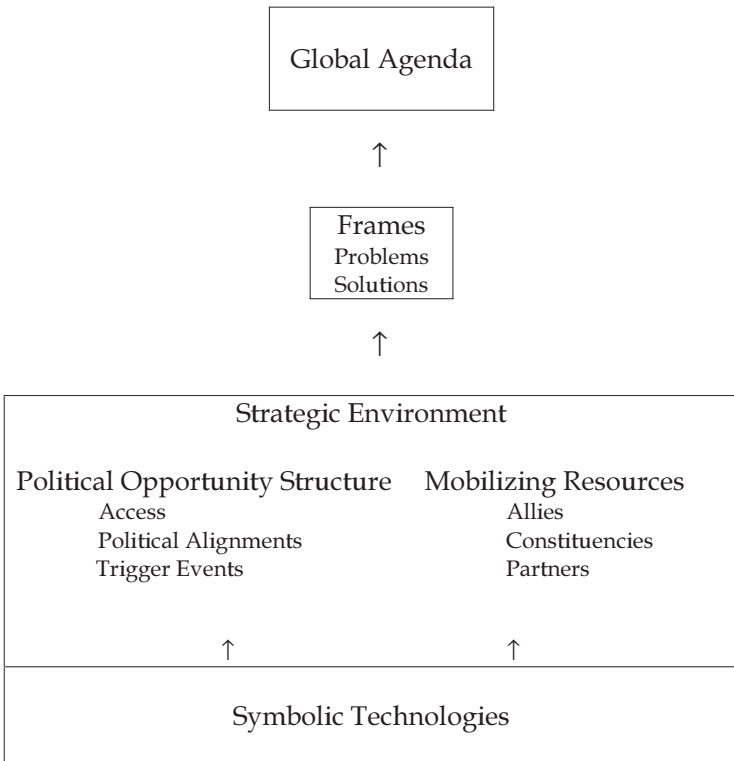 Global Agenda
↑
Frames
Problems
Solutions
↑
Strategic Environment
Political Opportunity Structure
Access
Political Alignments
Trigger Events
Mobilizing Resources
Allies
Constituencies
Partners
↑ ↑
Symbolic Technologies